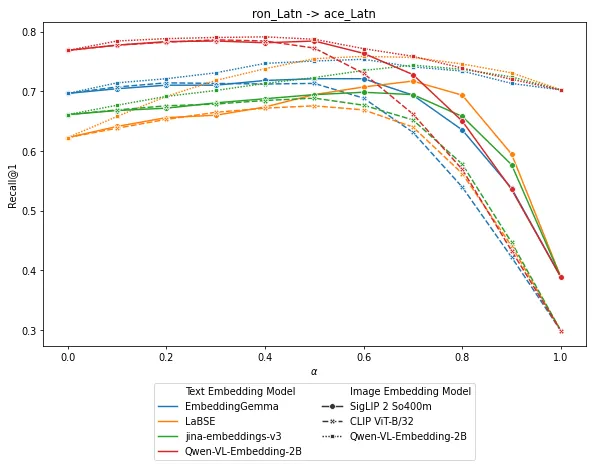 ron_Latn -> ace_Latn
Recall@1
0.8
0.7
0.6
0.5
0.4
0.3
0.0
0.2
0.4
0.6
0.8
1.0
α
Text Embedding Model
EmbeddingGemma
LaBSE
jina-embeddings-v3
Qwen-VL-Embedding-2B
Image Embedding Model
SigLIP 2 So400m
CLIP ViT-B/32
Qwen-VL-Embedding-2B